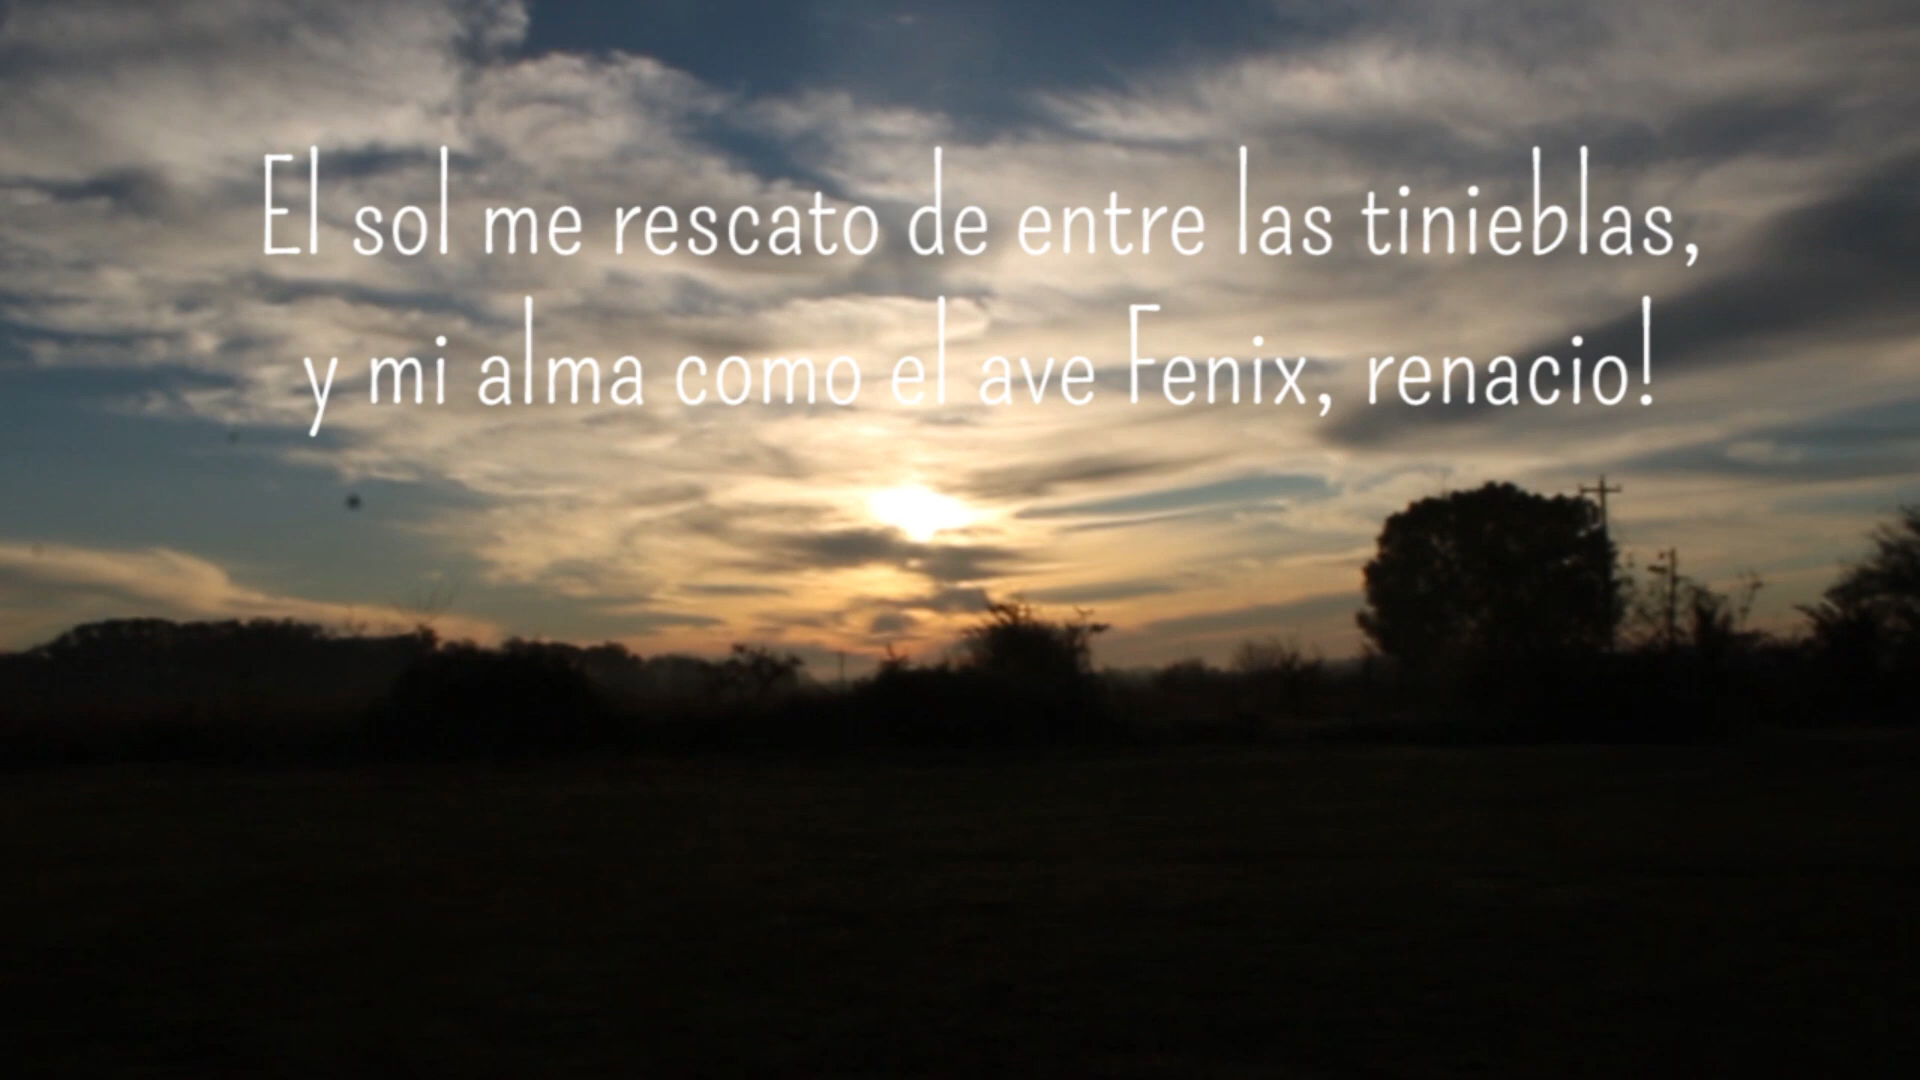 El sol me rescato de entre las tinieblas,
y mi alma como el ave Fenix, renacio!